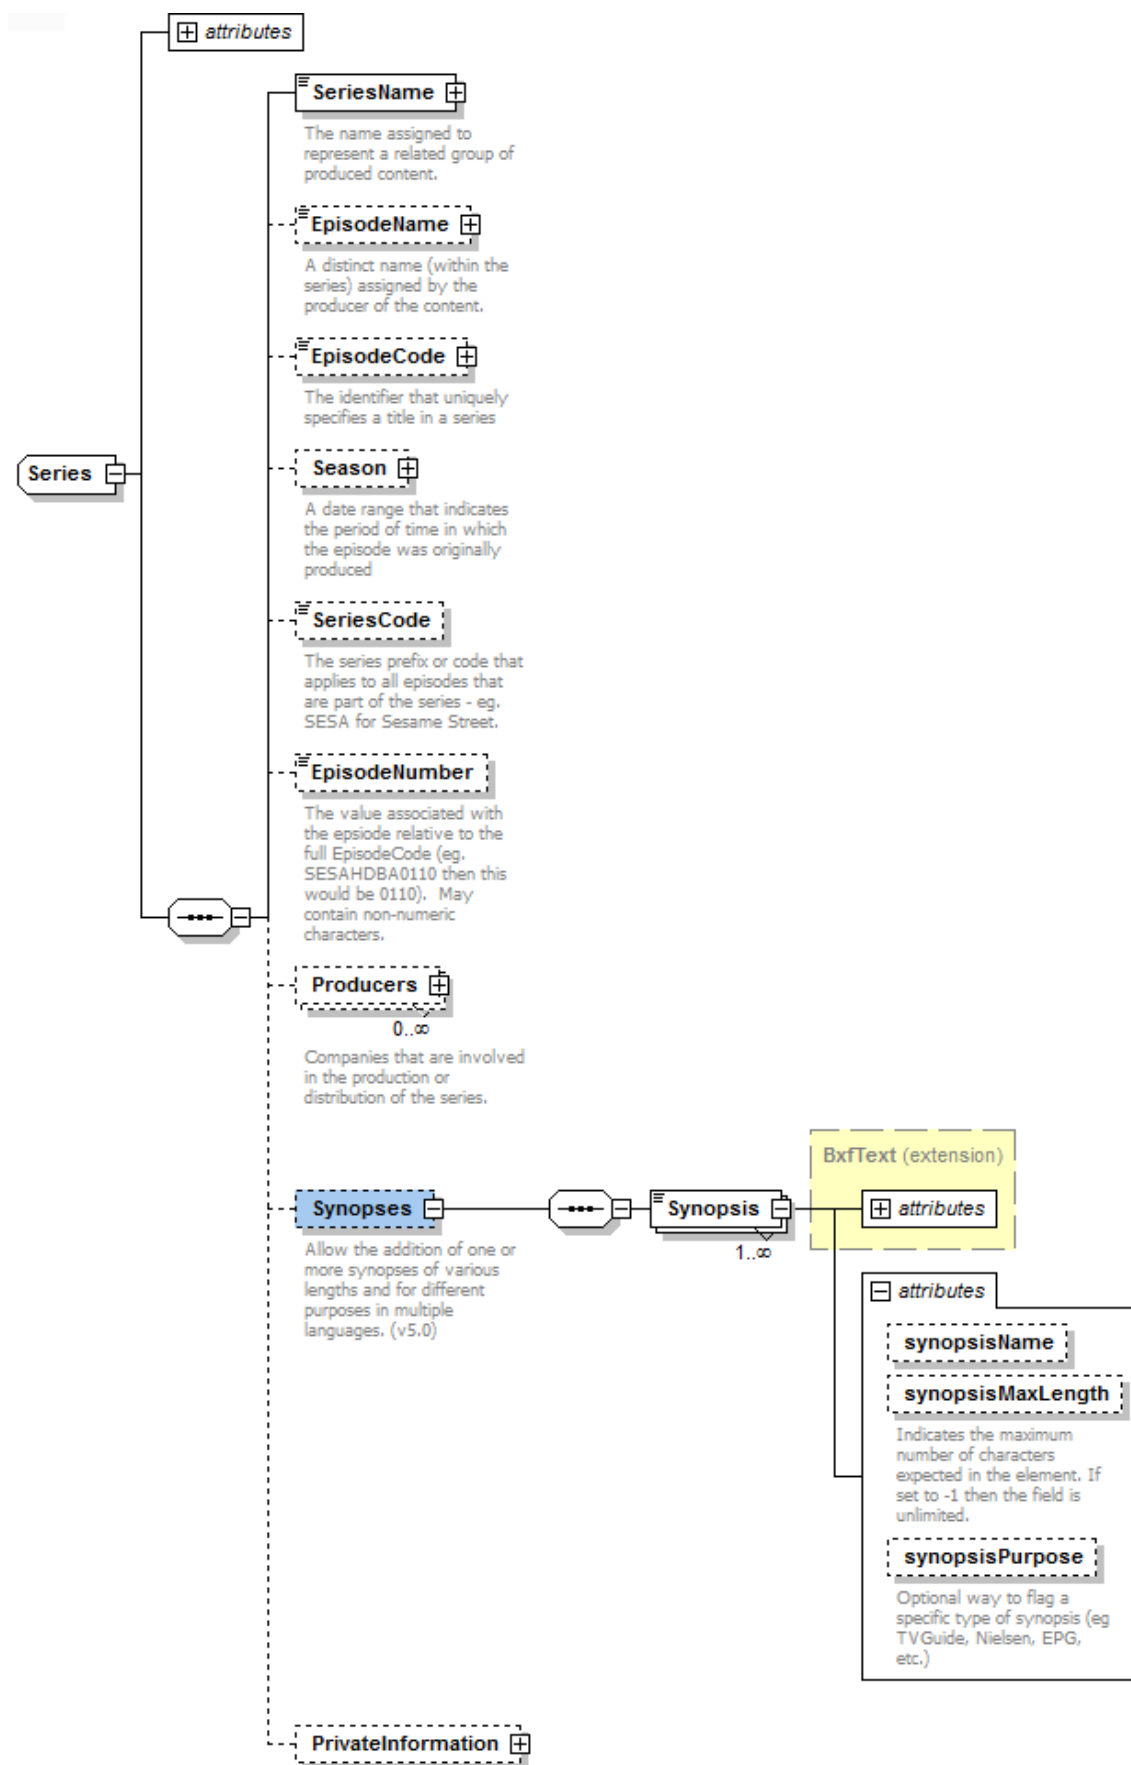 attributes
SeriesName
The name assigned to
represent a related group of
produced content.
EpisodeName
A distinct name (within the
series) assigned by the
producer of the content.
EpisodeCode
The identifier that uniquely
specifies a title in a series
Series
Season
A date range that indicates
the period of time in which
the episode was originally
produced
SeriesCode
The series prefix or code that
applies to all episodes that
are part of the series - eg.
SESA for Sesame Street.
EpisodeNumber
The value associated with
the epsiode relative to the
full EpisodeCode (eg.
SESAHDBA0110 then this
would be 0110).  May
contain non-numeric
characters.
Producers
0..∞
Companies that are involved
in the production or
distribution of the series.
BxfText (extension)
Synopses
Synopsis
attributes
1..∞
Allow the addition of one or
more synopses of various
lengths and for different
purposes in multiple
languages. (v5.0)
attributes
synopsisName
synopsisMaxLength
Indicates the maximum
number of characters
expected in the element. If
set to -1 then the field is
unlimited.
synopsisPurpose
Optional way to flag a
specific type of synopsis (eg
TVGuide, Nielsen, EPG,
etc.)
PrivateInformation